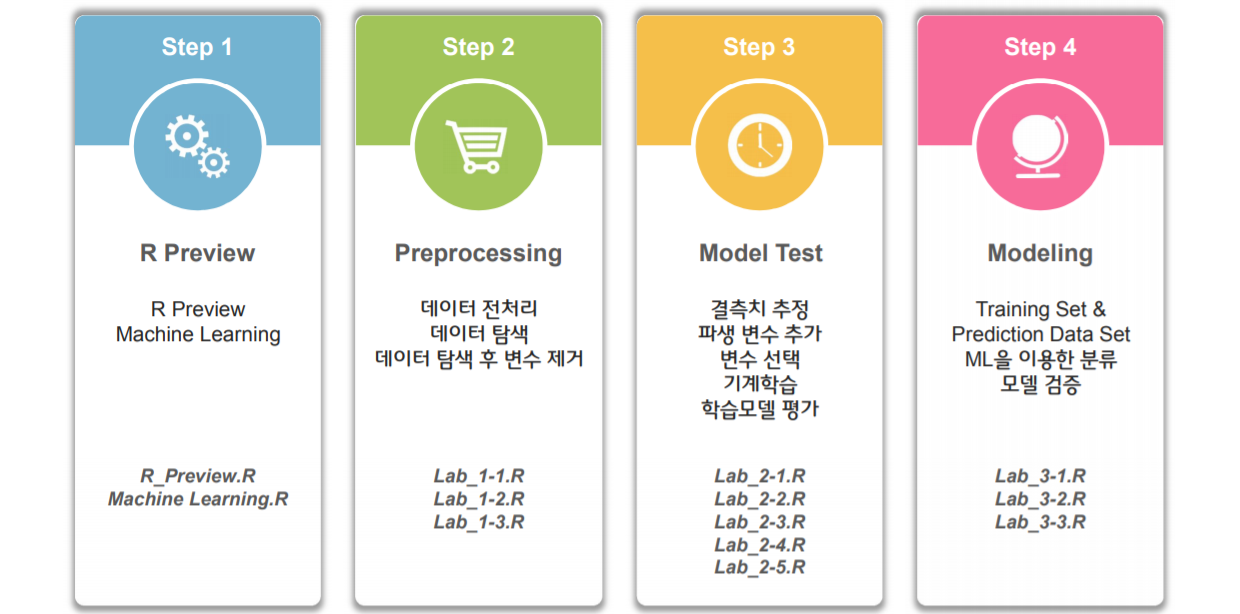 Step 1
R Preview
R Preview
Machine Learning
R_Preview.R
Machine Learning.R
Step 2
Preprocessing
데이터 전처리
데이터 탐색
데이터 탐색 후 변수 제거
Lab_1-1.R
Lab_1-2.R
Lab_1-3.R
Step 3
Model Test
결측치 추정
파생 변수 추가
변수 선택
기계학습
학습모델 평가
Lab_2-1.R
Lab_2-2.R
Lab_2-3.R
Lab_2-4.R
Lab_2-5.R
Step 4
Modeling
Training Set &
Prediction Data Set
ML을 이용한 분류
모델 검증
Lab_3-1.R
Lab_3-2.R
Lab_3-3.R